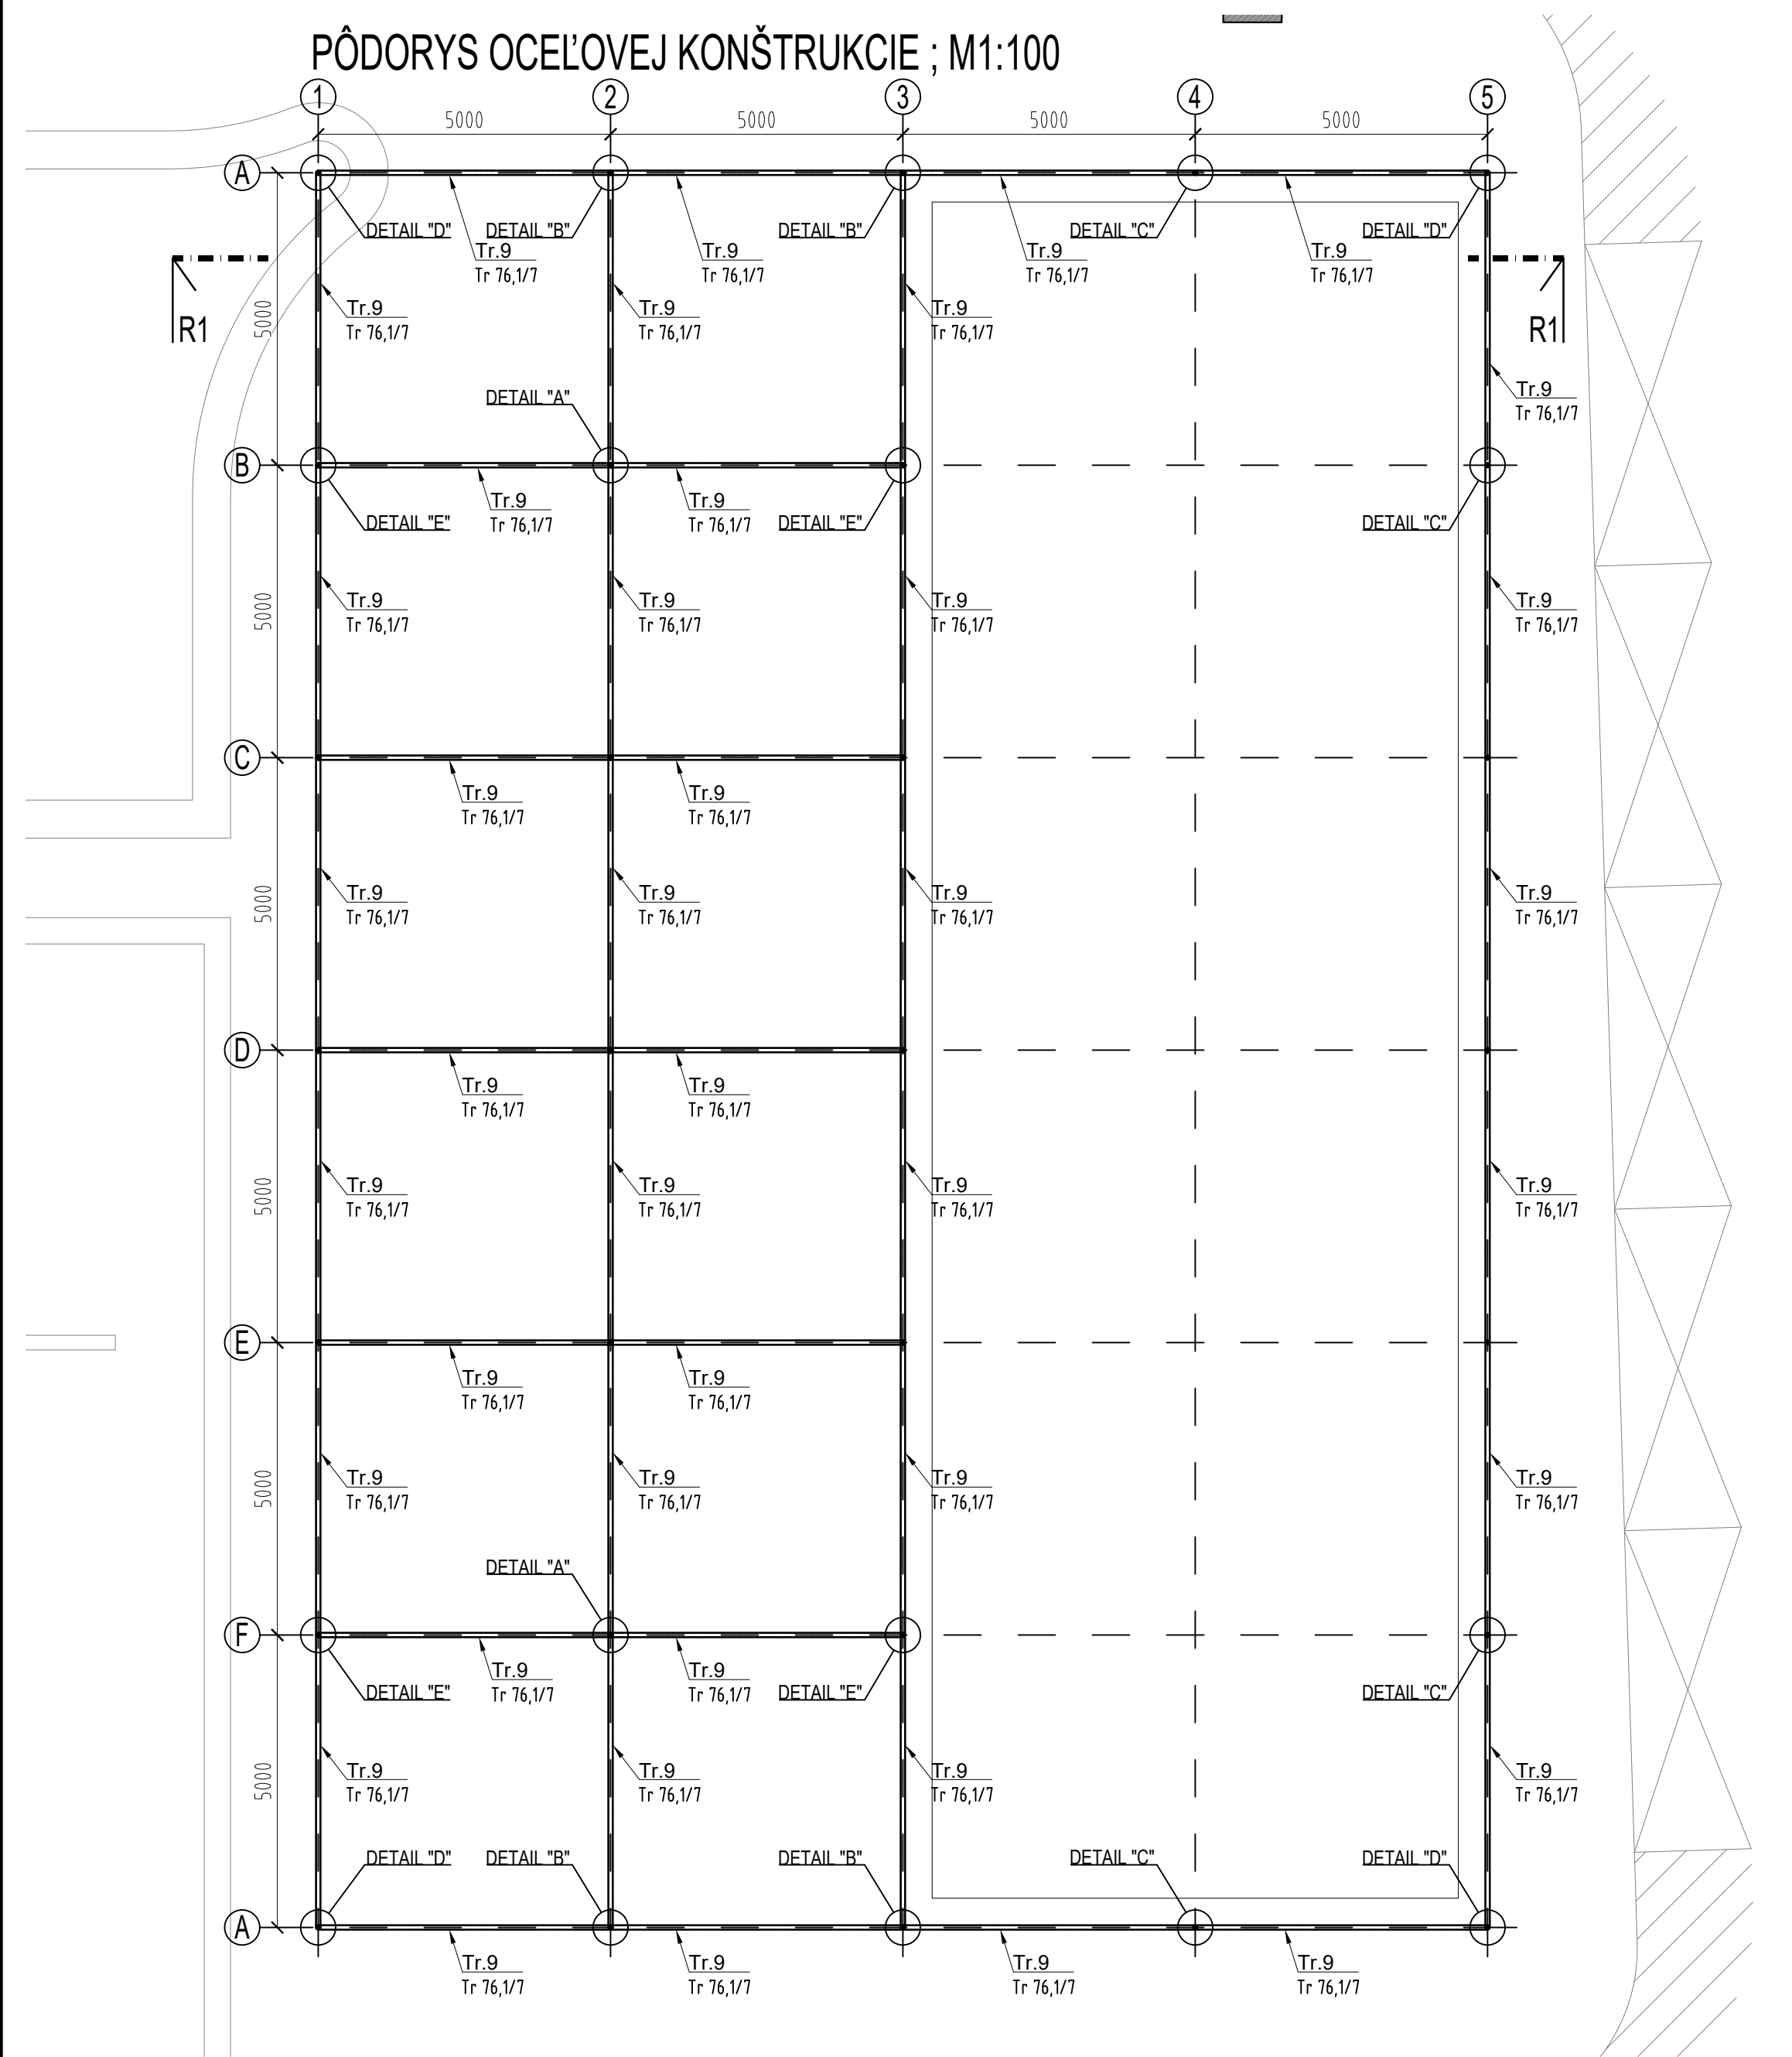 PÔDORYS OCEĽOVEJ KONŠTRUKCIE ; M1:100
1 2 3 4 5
5000 5000 5000 5000
A
DETAIL "D" DETAIL "B" DETAIL "B" DETAIL "C" DETAIL "D"
Tr.9 Tr.9 Tr.9 Tr.9
Tr 76,1/7 Tr 76,1/7 Tr 76,1/7 Tr 76,1/7
5000
Tr.9 Tr.9 Tr.9
R1 Tr 76,1/7 Tr 76,1/7 Tr 76,1/7 R1
Tr.9
DETAIL "A" Tr 76,1/7
B
Tr.9 Tr.9
DETAIL "E" Tr 76,1/7 Tr 76,1/7 DETAIL "E" DETAIL "C"
5000
Tr.9 Tr.9 Tr.9 Tr.9
Tr 76,1/7 Tr 76,1/7 Tr 76,1/7 Tr 76,1/7
C
Tr.9 Tr.9
Tr 76,1/7 Tr 76,1/7
5000
Tr.9 Tr.9 Tr.9 Tr.9
Tr 76,1/7 Tr 76,1/7 Tr 76,1/7 Tr 76,1/7
D
Tr.9 Tr.9
Tr 76,1/7 Tr 76,1/7
5000
Tr.9 Tr.9 Tr.9 Tr.9
Tr 76,1/7 Tr 76,1/7 Tr 76,1/7 Tr 76,1/7
E
Tr.9 Tr.9
Tr 76,1/7 Tr 76,1/7
5000
Tr.9 Tr.9 Tr.9 Tr.9
Tr 76,1/7 Tr 76,1/7 Tr 76,1/7 Tr 76,1/7
DETAIL "A"
F
Tr.9 Tr.9
DETAIL "E" Tr 76,1/7 Tr 76,1/7 DETAIL "E" DETAIL "C"
5000
Tr.9 Tr.9 Tr.9 Tr.9
Tr 76,1/7 Tr 76,1/7 Tr 76,1/7 Tr 76,1/7
DETAIL "D" DETAIL "B" DETAIL "B" DETAIL "C" DETAIL "D"
A
Tr.9 Tr.9 Tr.9 Tr.9
Tr 76,1/7 Tr 76,1/7 Tr 76,1/7 Tr 76,1/7